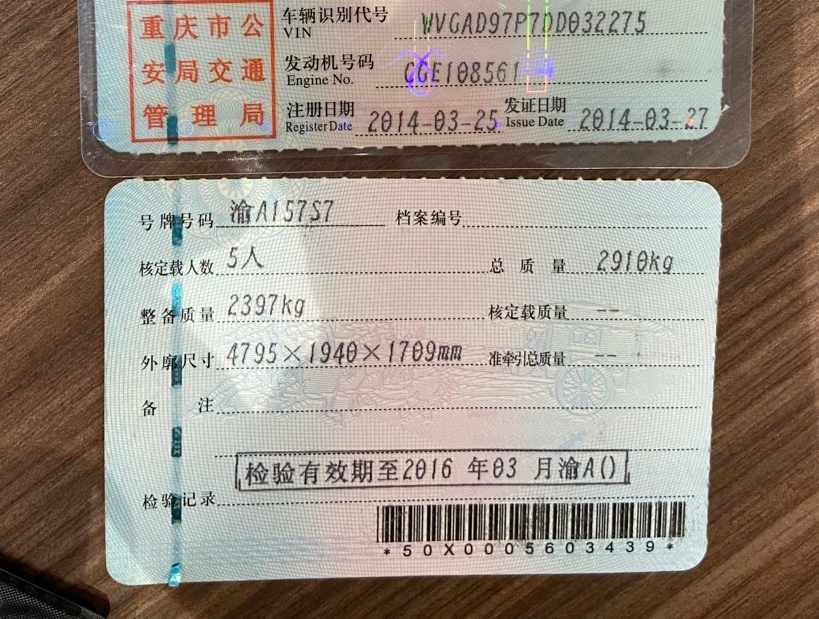 重庆市公
安局交通
管理局
车辆识别代号 WVGAD97P7DD032275
VIN
发动机号码 CGE108561
Engine No.
注册日期 2014-03-25 发证日期 2014-03-27
Register Date Issue Date
号牌号码 渝A157S7 档案编号
核定载人数 5人 总质量 2910kg
整备质量 2397kg 核定载质量 --
外廓尺寸 4795×1940×1709mm 准牵引总质量 --
备注
检验有效期至2016 年03 月渝A()
检验记录
*50X0005603439*